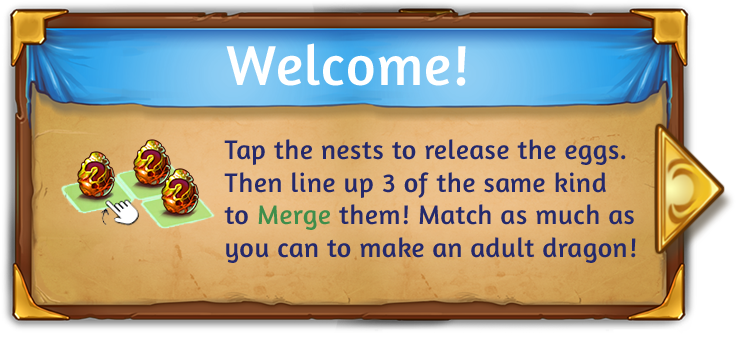 Welcome!
Tap the nests to release the eggs.
Then line up 3 of the same kind
to Merge them! Match as much as
you can to make an adult dragon!